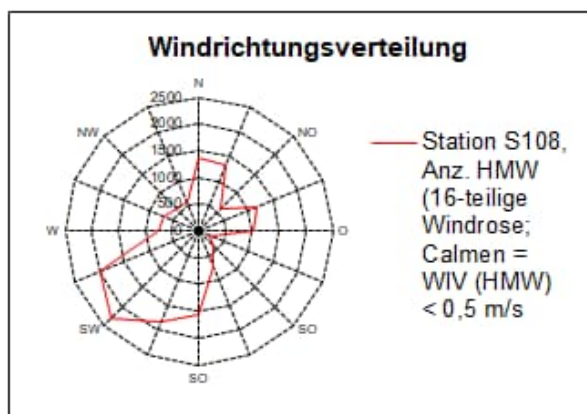 Windrichtungsverteilung
N
2500
2000
1500
1000
500
0
NW
NO
W
O
SW
SO
SO
Station S108,
Anz. HMW
(16-teilige
Windrose;
Calmen =
WIV (HMW)
< 0,5 m/s